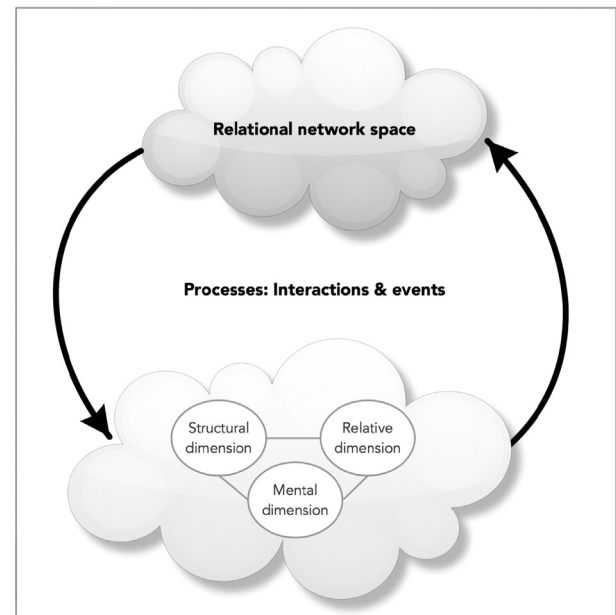 Relational network space
Processes: Interactions & events
Structural
dimension
Relative
dimension
Mental
dimension